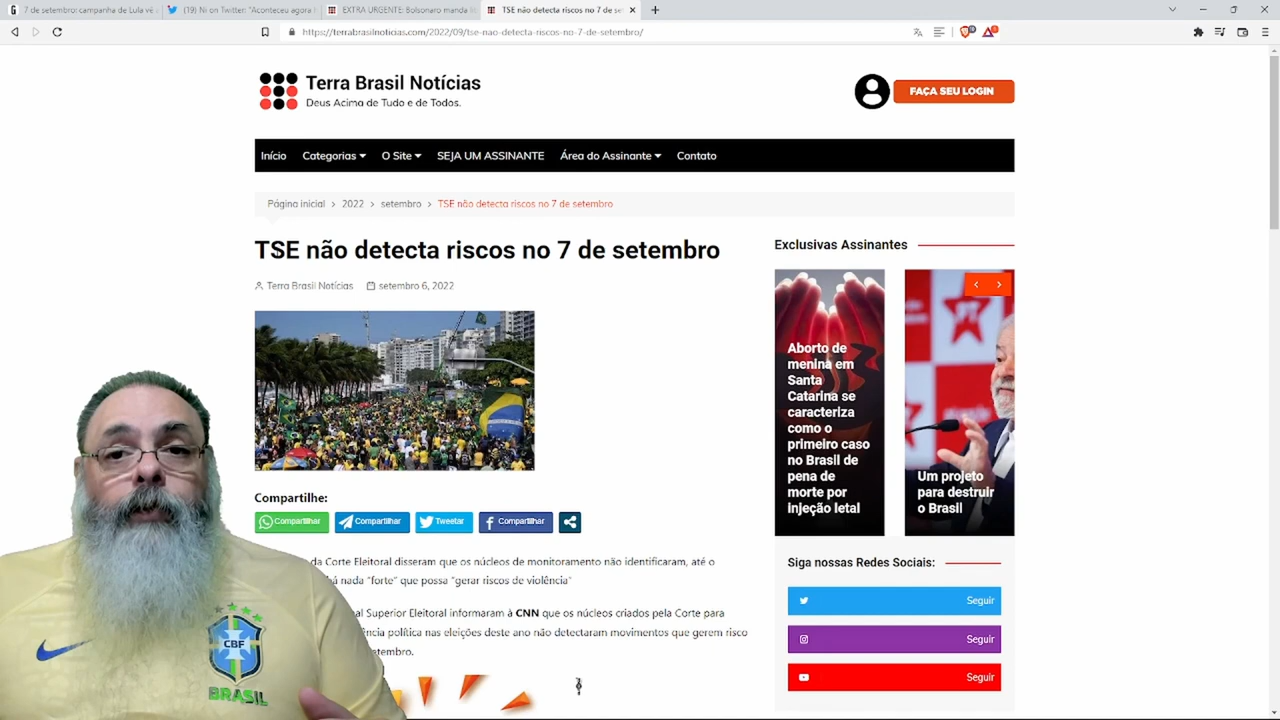 7 de setembro:campanha de Lula vê
(19) Ni on Twitter: "Aconteceu agora
EXTRA URGENTE: Bolsonaro manda
TSE não detecta riscos no 7 de se
https://terrabrasilnoticias.com/2022/09/tse-nao-detecta-riscos-no-7-de-setembro/
Terra Brasil Notícias
Deus Acima de Tudo e de Todos.
FAÇA SEU LOGIN
Início Categorias O Site SEJA UM ASSINANTE Área do Assinante Contato
Página inicial > 2022 > setembro > TSE não detecta riscos no 7 de setembro
TSE não detecta riscos no 7 de setembro
Terra Brasil Notícias setembro 6, 2022
Compartilhe:
Compartilhar Compartilhar Tweetar Compartilhar
da Corte Eleitoral disseram que os núcleos de monitoramento não identificaram, até o
há nada “forte” que possa “gerar riscos de violência”
l Superior Eleitoral informaram à CNN que os núcleos criados pela Corte para
ência política nas eleições deste ano não detectaram movimentos que gerem risco
etembro.
Exclusivas Assinantes
Aborto de
menina em
Santa
Catarina se
caracteriza
como o
primeiro caso
no Brasil de
pena de
morte por
injeção letal
Um projeto
para destruir
o Brasil
Siga nossas Redes Sociais:
Seguir
Seguir
Seguir
CBF
BRASIL